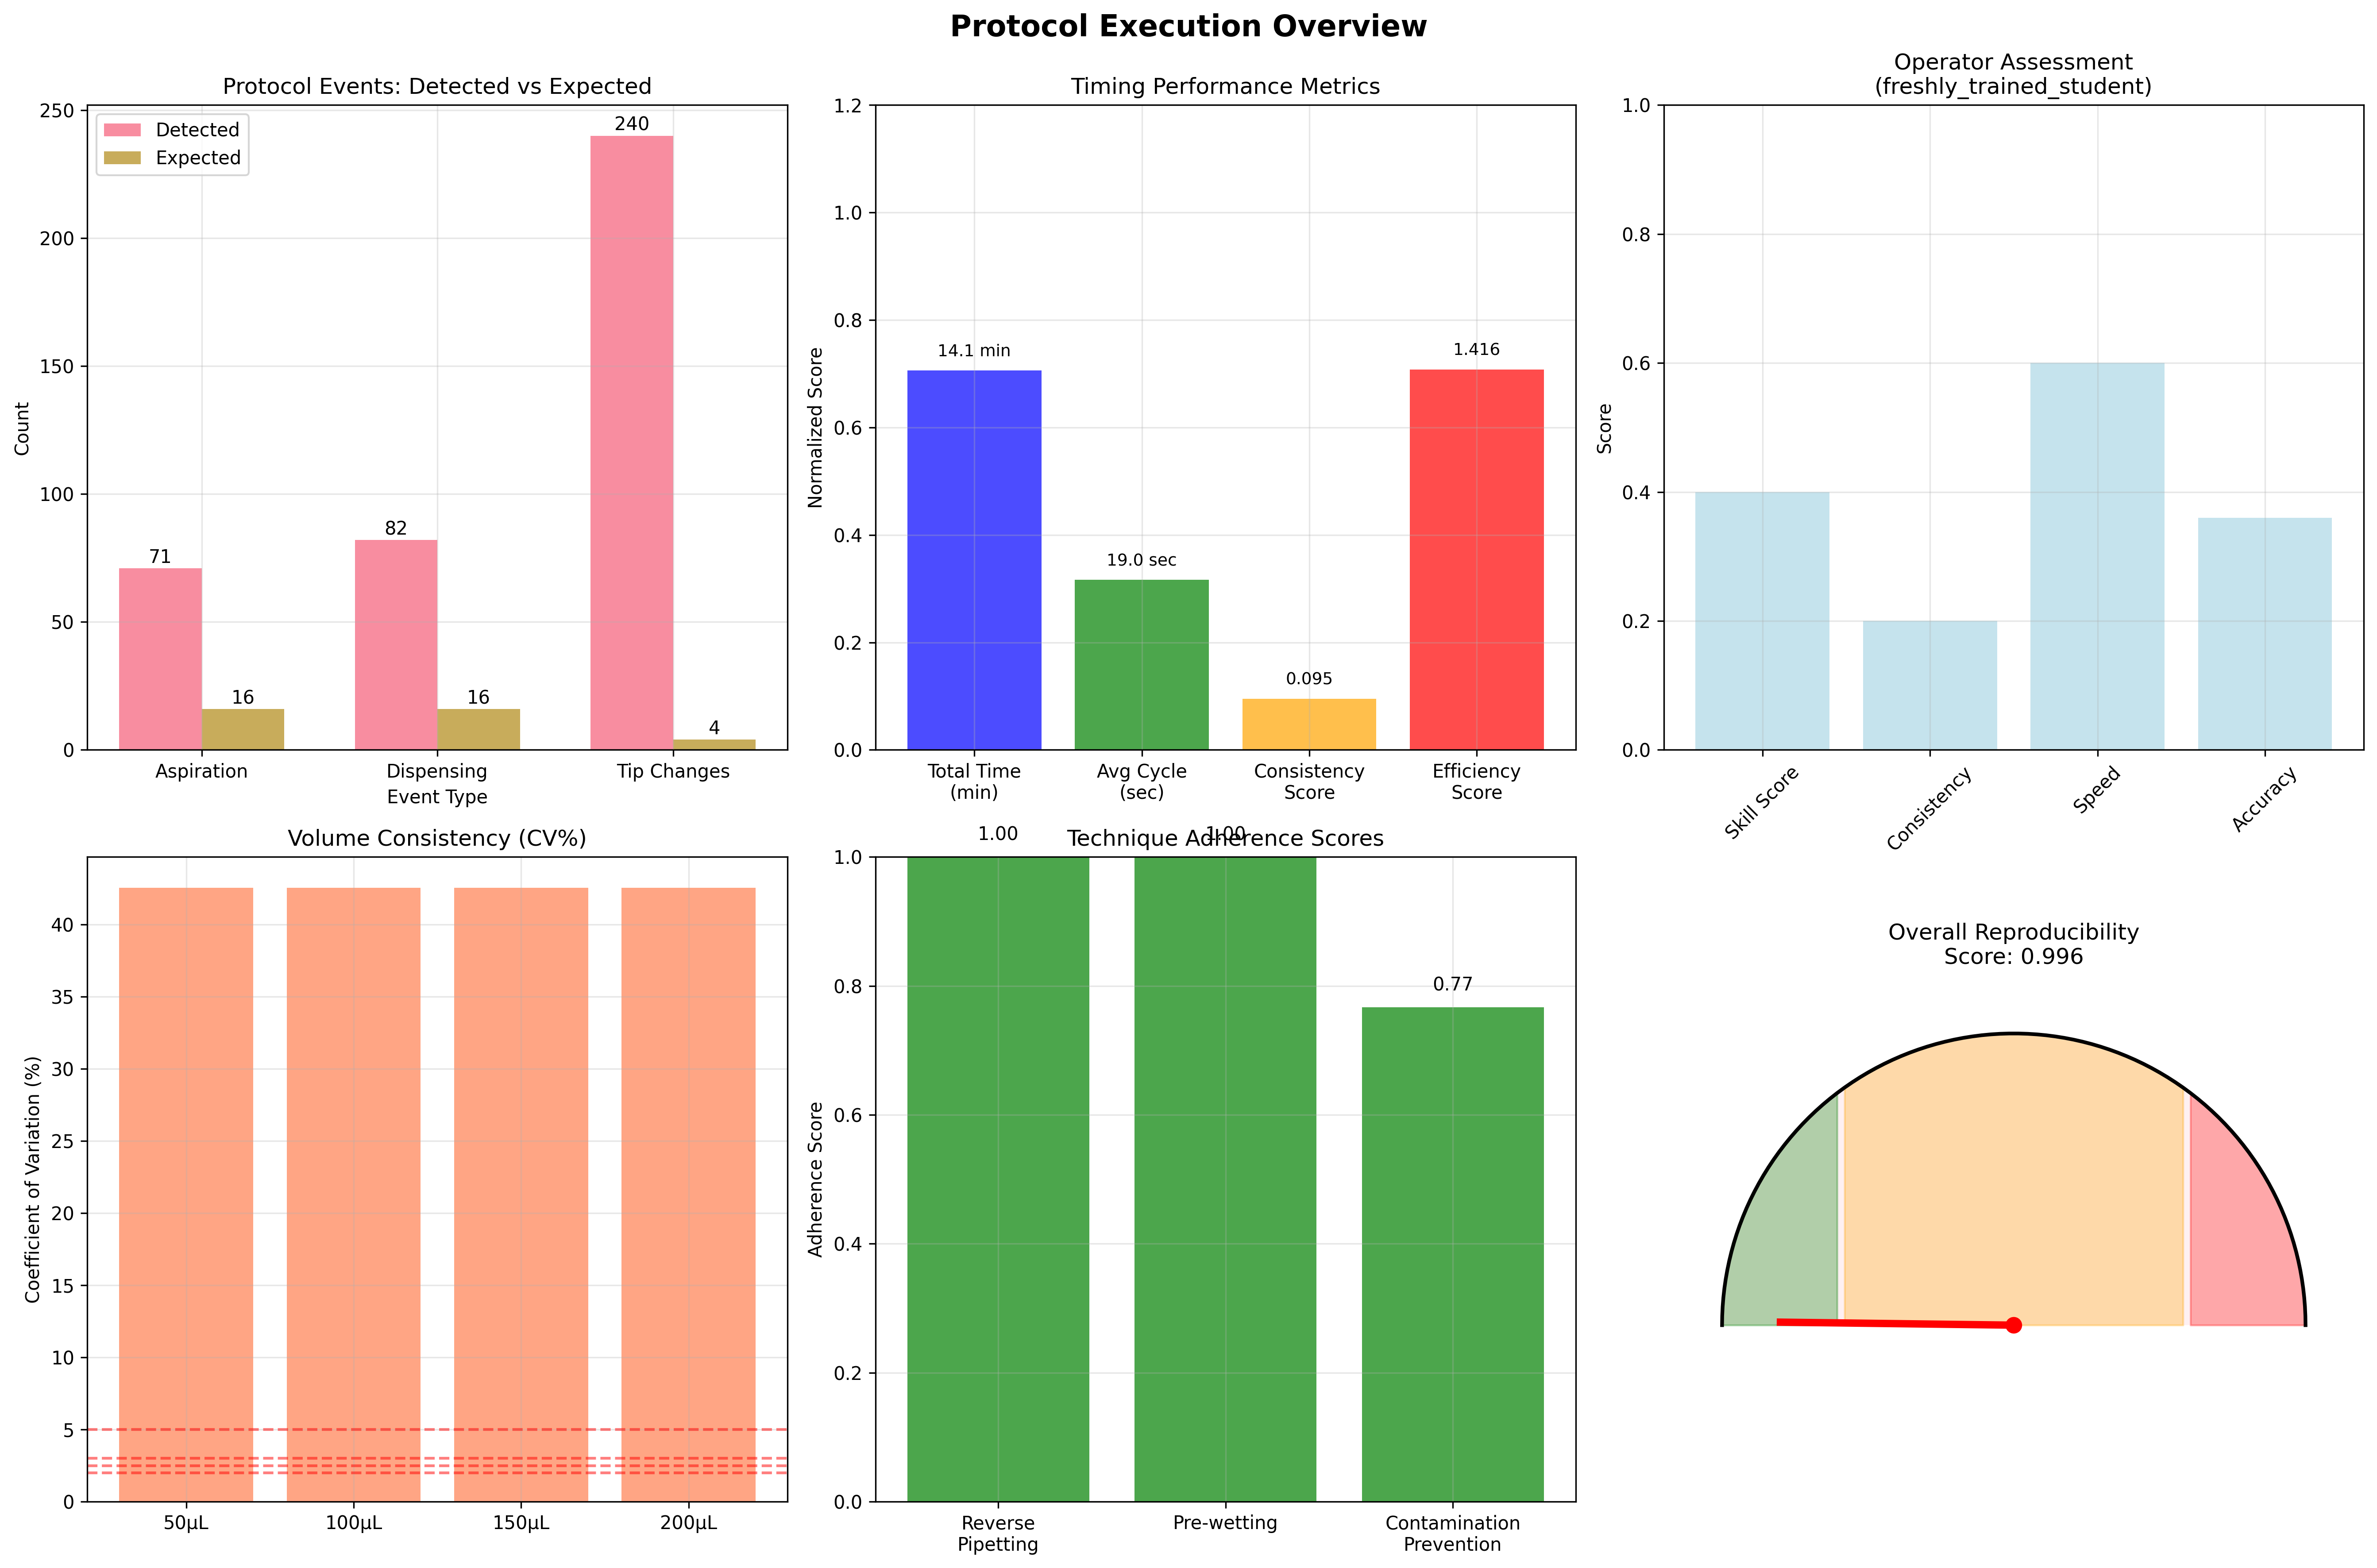 Protocol Execution Overview
Protocol Events: Detected vs Expected
Detected
Expected
250
200
150
100
50
0
Count
71
16
82
16
240
4
Aspiration
Dispensing
Tip Changes
Event Type
Timing Performance Metrics
1.2
1.0
0.8
0.6
0.4
0.2
0.0
Normalized Score
14.1 min
19.0 sec
0.095
1.416
Total Time
(min)
Avg Cycle
(sec)
Consistency
Score
Efficiency
Score
Operator Assessment
(freshly_trained_student)
1.0
0.8
0.6
0.4
0.2
0.0
Score
Skill Score
Consistency
Speed
Accuracy
Volume Consistency (CV%)
40
35
30
25
20
15
10
5
0
Coefficient of Variation (%)
50μL
100μL
150μL
200μL
Technique Adherence Scores
1.00
1.00
0.77
1.0
0.8
0.6
0.4
0.2
0.0
Adherence Score
Reverse
Pipetting
Pre-wetting
Contamination
Prevention
Overall Reproducibility
Score: 0.996